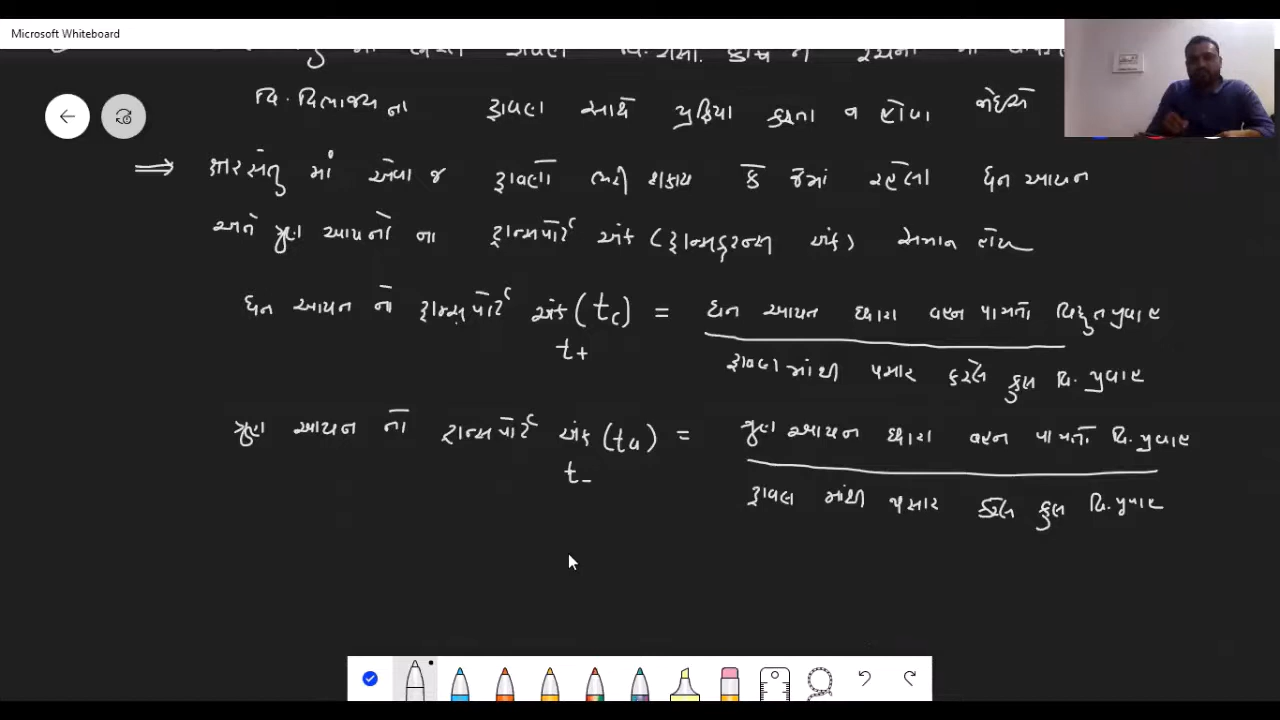 Microsoft Whiteboard
વિ. વિભાજ્ય ના દ્રાવણ સાથે પ્રક્રિયા કરતા ન હોવા જોઇએ
⇒ ક્ષારસેતુ માં એવા જ દ્રાવણો ભરી શકાય કે જેમાં રહેલા ધન આયન
અને ઋણ આયનો ના ટ્રાન્સપોર્ટ અંક (ટ્રાન્સફરન્સ અંક) સમાન હોય
ધન આયન નો ટ્રાન્સપોર્ટ અંક (tc) = ધન આયન દ્વારા વહન પામતો વિદ્યુતપ્રવાહ
t+ દ્રાવણમાંથી પસાર કરેલ કુલ વિ. પ્રવાહ
ઋણ આયન નો ટ્રાન્સપોર્ટ અંક (ta) = ઋણ આયન દ્વારા વહન પામતો વિ. પ્રવાહ
t- દ્રાવણ માંથી પસાર કરેલ કુલ વિ. પ્રવાહ